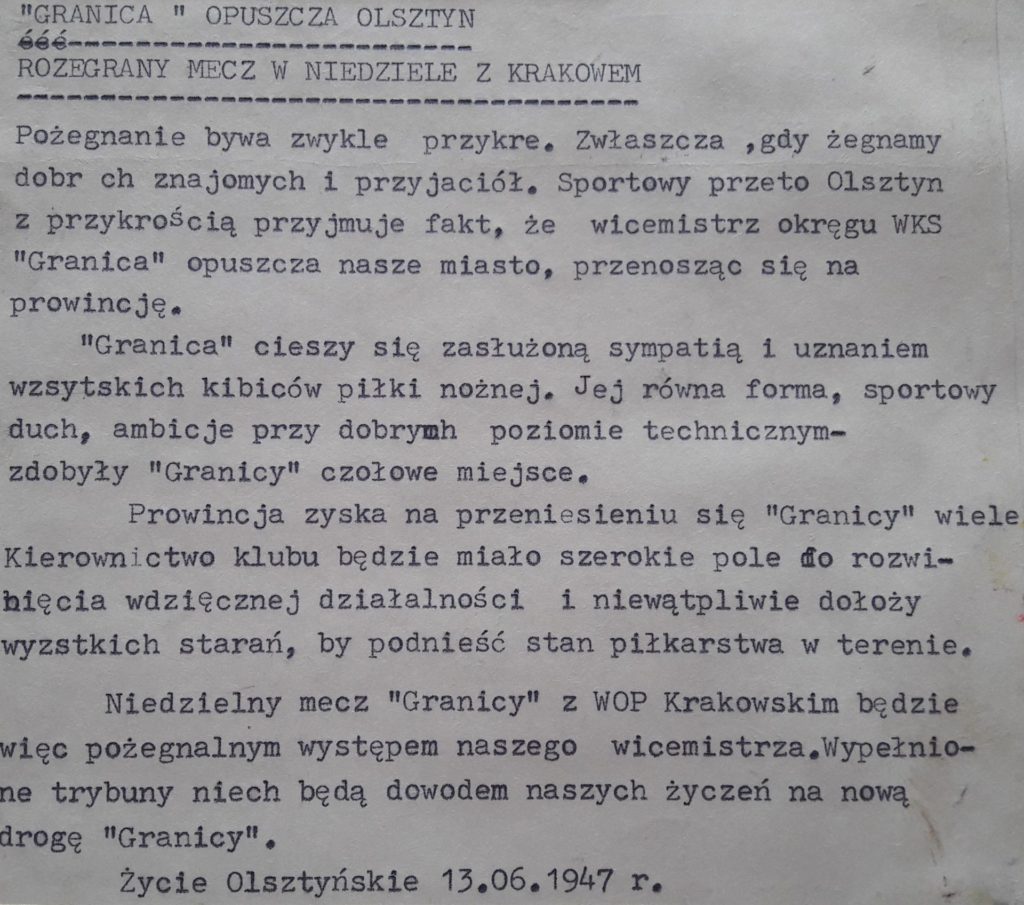 "GRANICA " OPUSZCZA OLSZTYN
ééé------------------------
ROZEGRANY MECZ W NIEDZIELE Z KRAKOWEM
-------------------------------------
Pożegnanie bywa zwykle  przykre. Zwłaszcza ,gdy żegnamy
dobr ch znajomych i przyjaciół. Sportowy przeto Olsztyn
z przykrością przyjmuje fakt, że  wicemistrz okręgu WKS
"Granica" opuszcza nasze miasto, przenosząc się na
prowincję.
"Granica" cieszy się zasłużoną sympatią i uznaniem
wzsytskich kibiców piłki nożnej. Jej równa forma, sportowy
duch, ambicje przy dobrymh  poziomie technicznym-
zdobyły "Granicy" czołowe miejsce.
Prowincja zyska na przeniesieniu się "Granicy" wiele
Kierownictwo klubu będzie miało szerokie pole do rozwi-
nięcia wdzięcznej działalności  i niewątpliwie dołoży
wyzstkich starań, by podnieść stan piłkarstwa w terenie.
Niedzielny mecz "Granicy" z WOP Krakowskim będzie
więc pożegnalnym występem naszego  wicemistrza.Wypełnio-
ne trybuny niech będą dowodem naszych życzeń na nową
drogę "Granicy".
Życie Olsztyńskie 13.06.1947 r.